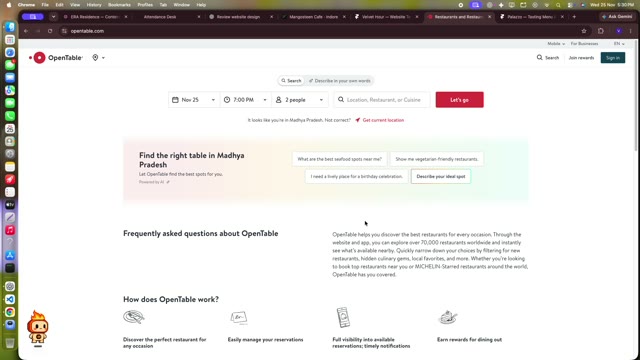 Chrome File Edit View History Bookmarks Profiles Tab Window Help
Wed 26 Nov 5:30 PM
ERA Residence — Contin
Attendance Desk
Review website design
Mangosteen Cafe · Indore
Velvet hour — Website T
Restaurants and Restaur
Palazzo — Tasting Menu
Ask Gemini
opentable.com
Mobile For Businesses EN
OpenTable
Search Join rewards Sign in
Search Describe in your own words
Nov 25 7:00 PM 2 people Location, Restaurant, or Cuisine Let's go
It looks like you're in Madhya Pradesh. Not correct? Get current location
Find the right table in Madhya
Pradesh
Let OpenTable find the best spots for you.
Powered by AI
What are the best seafood spots near me?
Show me vegetarian-friendly restaurants.
I need a lively place for a birthday celebration.
Describe your ideal spot
Frequently asked questions about OpenTable
OpenTable helps you discover the best restaurants for every occasion. Through the
website and app, you can explore over 70,000 restaurants worldwide and instantly
see what's available nearby. Quickly narrow down your choices by filtering for new
restaurants, hidden culinary gems, local favorites, and more. Whether you're looking
to book top restaurants near you or MICHELIN-Starred restaurants around the world,
OpenTable has you covered.
How does OpenTable work?
Discover the perfect restaurant for
any occasion
Easily manage your reservations
Full visibility into available
reservations; timely notifications
Earn rewards for dining out